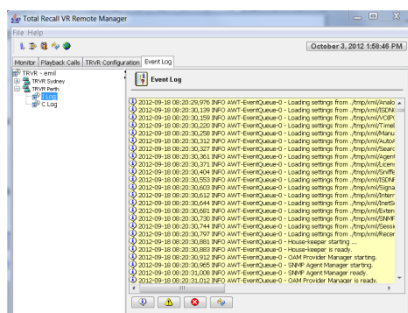 Total Recall VR Remote Manager
File Help
October 3, 2012 1:58:46 PM
Monitor Playback Calls TRVR Configuration Event Log
TRVR - emil
TRVR Sydney
TRVR Perth
C Log
Event Log
2012-09-18 08:20:29,976 INFO AWT-EventQueue-0 - Loading settings from ./tmp/xml/Analo
2012-09-18 08:20:30,139 INFO AWT-EventQueue-0 - Loading settings from ./tmp/xml/ISDN
2012-09-18 08:20:30,159 INFO AWT-EventQueue-0 - Loading settings from ./tmp/xml/VOIP
2012-09-18 08:20:30,220 INFO AWT-EventQueue-0 - Loading settings from ./tmp/xml/Timel
2012-09-18 08:20:30,258 INFO AWT-EventQueue-0 - Loading settings from ./tmp/xml/Manu
2012-09-18 08:20:30,312 INFO AWT-EventQueue-0 - Loading settings from ./tmp/xml/Autor
2012-09-18 08:20:30,327 INFO AWT-EventQueue-0 - Loading settings from ./tmp/xml/Searc
2012-09-18 08:20:30,361 INFO AWT-EventQueue-0 - Loading settings from ./tmp/xml/Agent
2012-09-18 08:20:30,371 INFO AWT-EventQueue-0 - Loading settings from ./tmp/xml/Licens
2012-09-18 08:20:30,404 INFO AWT-EventQueue-0 - Loading settings from ./tmp/xml/Sniffe
2012-09-18 08:20:30,553 INFO AWT-EventQueue-0 - Loading settings from ./tmp/xml/ISDN
2012-09-18 08:20:30,603 INFO AWT-EventQueue-0 - Loading settings from ./tmp/xml/Signa
2012-09-18 08:20:30,612 INFO AWT-EventQueue-0 - Loading settings from ./tmp/xml/Intern
2012-09-18 08:20:30,644 INFO AWT-EventQueue-0 - Loading settings from ./tmp/xml/InetS
2012-09-18 08:20:30,681 INFO AWT-EventQueue-0 - Loading settings from ./tmp/xml/Exten
2012-09-18 08:20:30,730 INFO AWT-EventQueue-0 - Loading settings from ./tmp/xml/SNMP
2012-09-18 08:20:30,744 INFO AWT-EventQueue-0 - Loading settings from ./tmp/xml/Sessi
2012-09-18 08:20:30,797 INFO AWT-EventQueue-0 - Loading settings from ./tmp/xml/Recor
2012-09-18 08:20:30,881 INFO AWT-EventQueue-0 - House-keeper starting ...
2012-09-18 08:20:30,883 INFO AWT-EventQueue-0 - House-keeper is ready.
2012-09-18 08:20:30,912 INFO AWT-EventQueue-0 - OAM Provider Manager starting.
2012-09-18 08:20:30,965 INFO AWT-EventQueue-0 - SNMP Agent Manager starting.
2012-09-18 08:20:31,008 INFO AWT-EventQueue-0 - SNMP Agent Manager ready.
2012-09-18 08:20:31,012 INFO AWT-EventQueue-0 - OAM Provider Manager is ready.